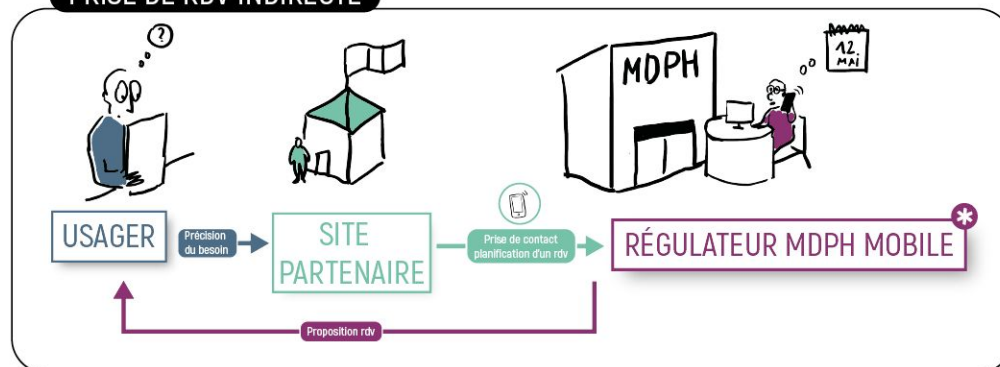 PRISE DE RDV INDIRECTE
?
MDPH
12
MAI
USAGER
Précision
du besoin
SITE
PARTENAIRE
Prise de contact
planification d'un rdv
RÉGULATEUR MDPH MOBILE
*
Proposition rdv